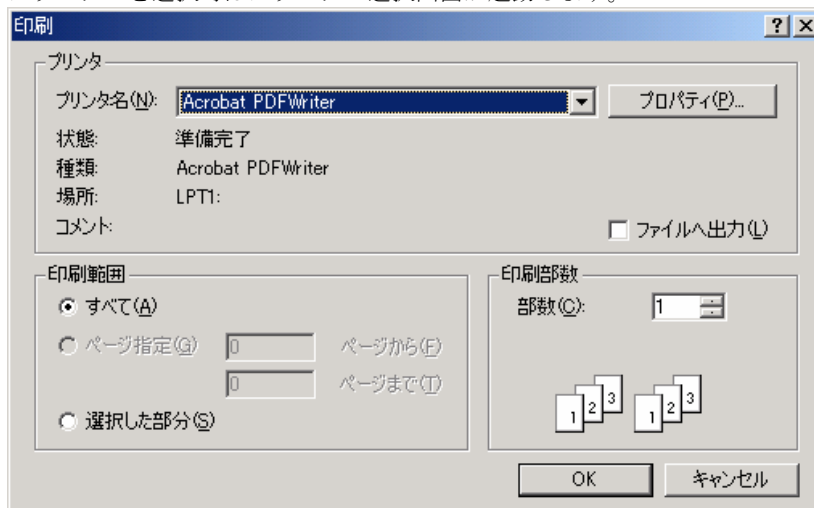 印刷
プリンタ
プリンタ名(N): Acrobat PDFWriter プロパティ(P)...
状態: 準備完了
種類: Acrobat PDFWriter
場所: LPT1:
コメント: ファイルへ出力(L)
印刷範囲
すべて(A)
ページ指定(G) 0 ページから(F)
0 ページまで(T)
選択した部分(S)
印刷部数
部数(C): 1
1 2 3 1 2 3
OK キャンセル